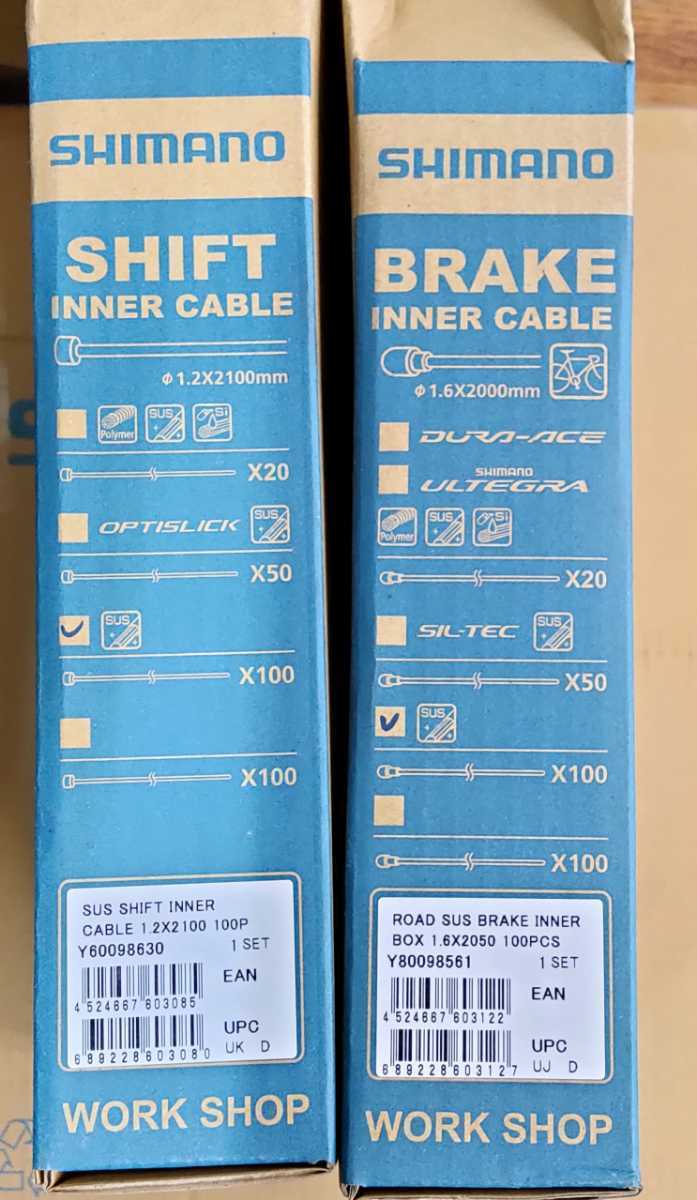 SHIMANO
SHIFT
INNER CABLE
φ1.2X2100mm
Polymer
SUS
Si
X20
OPTISLICK
SUS
X50
SUS
X100
X100
SUS SHIFT INNER
CABLE 1.2X2100 100P
Y60098630 1 SET
EAN
4 524667 603085
UPC
6 89228 60308 0
UK D
WORK SHOP
SHIMANO
BRAKE
INNER CABLE
φ1.6X2000mm
DURA-ACE
SHIMANO
ULTEGRA
Polymer
SUS
Si
X20
SIL-TEC
SUS
X50
SUS
X100
X100
ROAD SUS BRAKE INNER
BOX 1.6X2050 100PCS
Y80098561 1 SET
EAN
4 524667 603122
UPC
6 89228 60312 7
UJ D
WORK SHOP